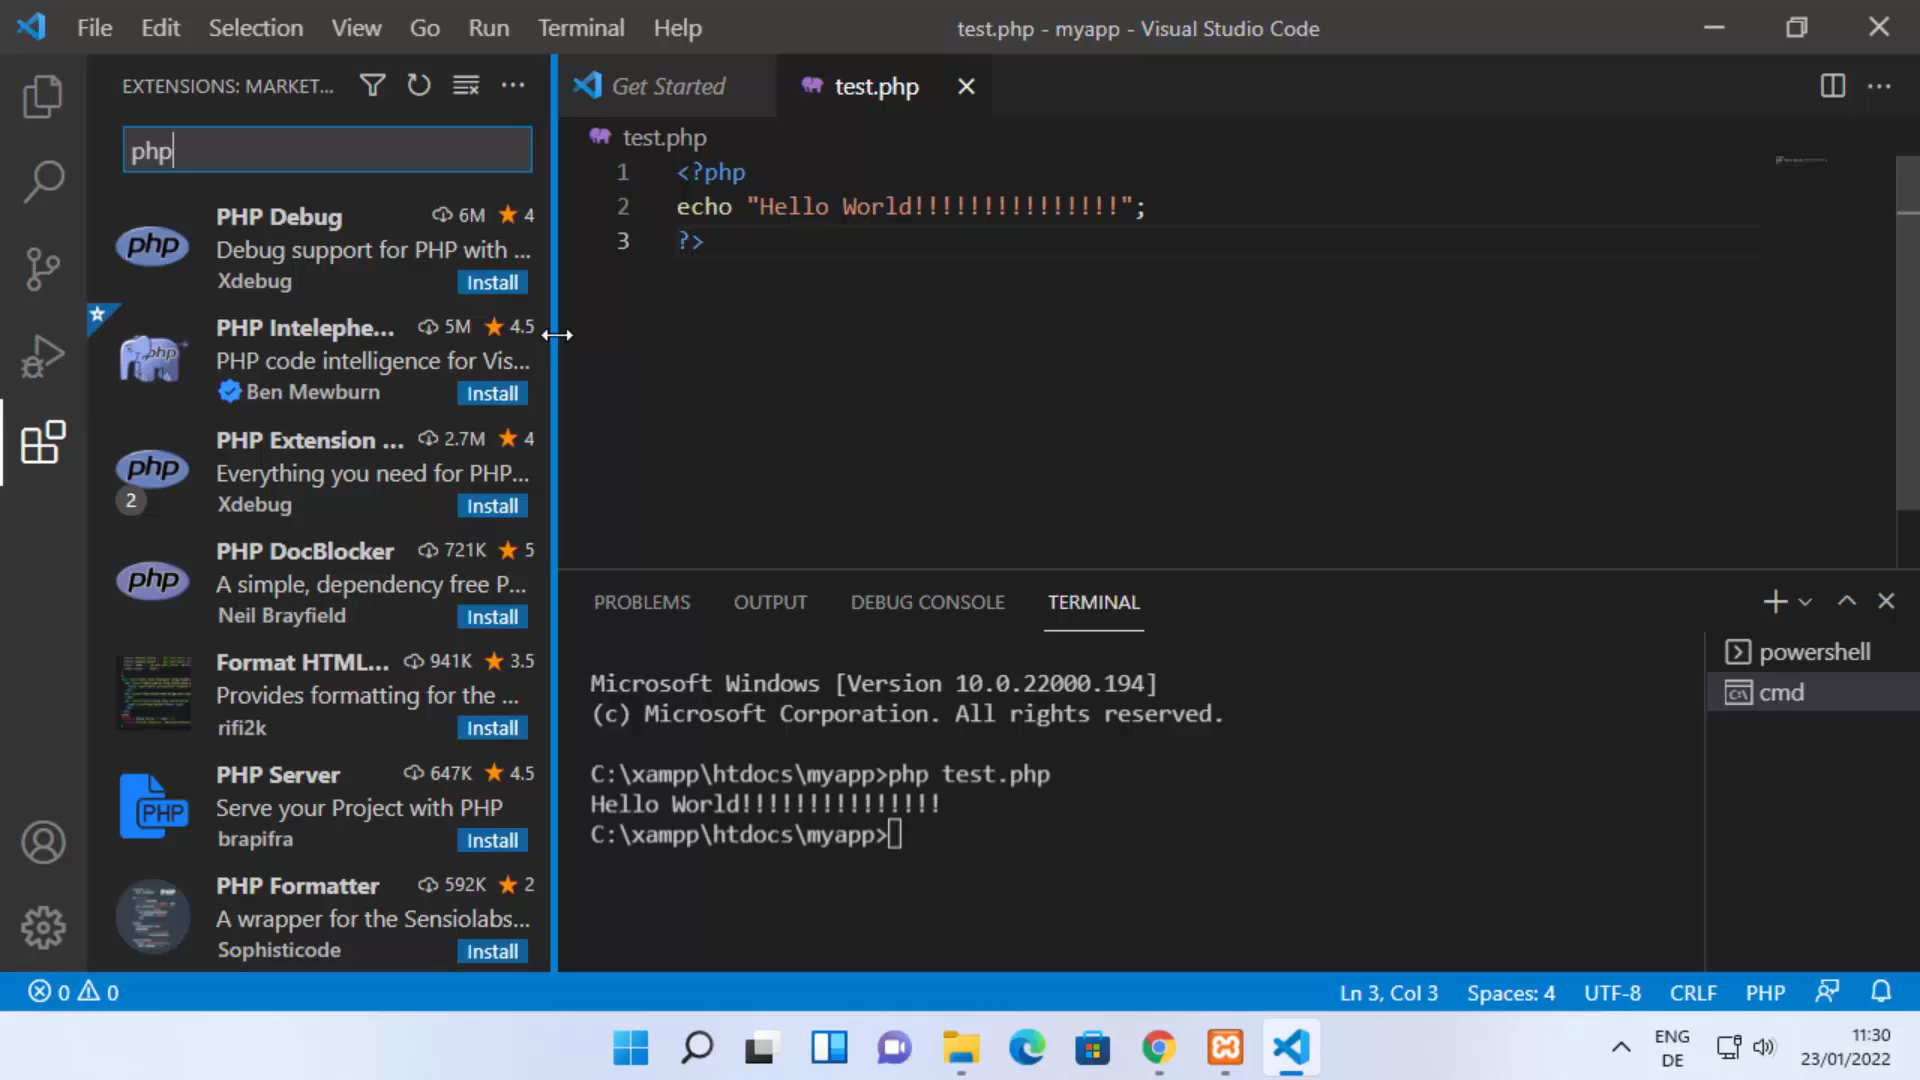 File Edit Selection View Go Run Terminal Help
test.php - myapp - Visual Studio Code
EXTENSIONS: MARKET...
php
PHP Debug 6M 4
Debug support for PHP with ...
Xdebug Install
PHP Intelephe... 5M 4.5
PHP code intelligence for Vis...
Ben Mewburn Install
PHP Extension ... 2.7M 4
Everything you need for PHP...
2
Xdebug Install
PHP DocBlocker 721K 5
A simple, dependency free P...
Neil Brayfield Install
Format HTML... 941K 3.5
Provides formatting for the ...
rifi2k Install
PHP Server 647K 4.5
Serve your Project with PHP
brapifra Install
PHP Formatter 592K 2
A wrapper for the Sensiolabs...
Sophisticode Install
php
php
php
php
PHP
Get Started test.php
test.php
1 <?php
2 echo "Hello World!!!!!!!!!!!!!!!";
3 ?>
PROBLEMS OUTPUT DEBUG CONSOLE TERMINAL
powershell
cmd
Microsoft Windows [Version 10.0.22000.194]
(c) Microsoft Corporation. All rights reserved.
C:\xampp\htdocs\myapp>php test.php
Hello World!!!!!!!!!!!!!!!
C:\xampp\htdocs\myapp>
0 0
Ln 3, Col 3 Spaces: 4 UTF-8 CRLF PHP
ENG
DE
11:30
23/01/2022